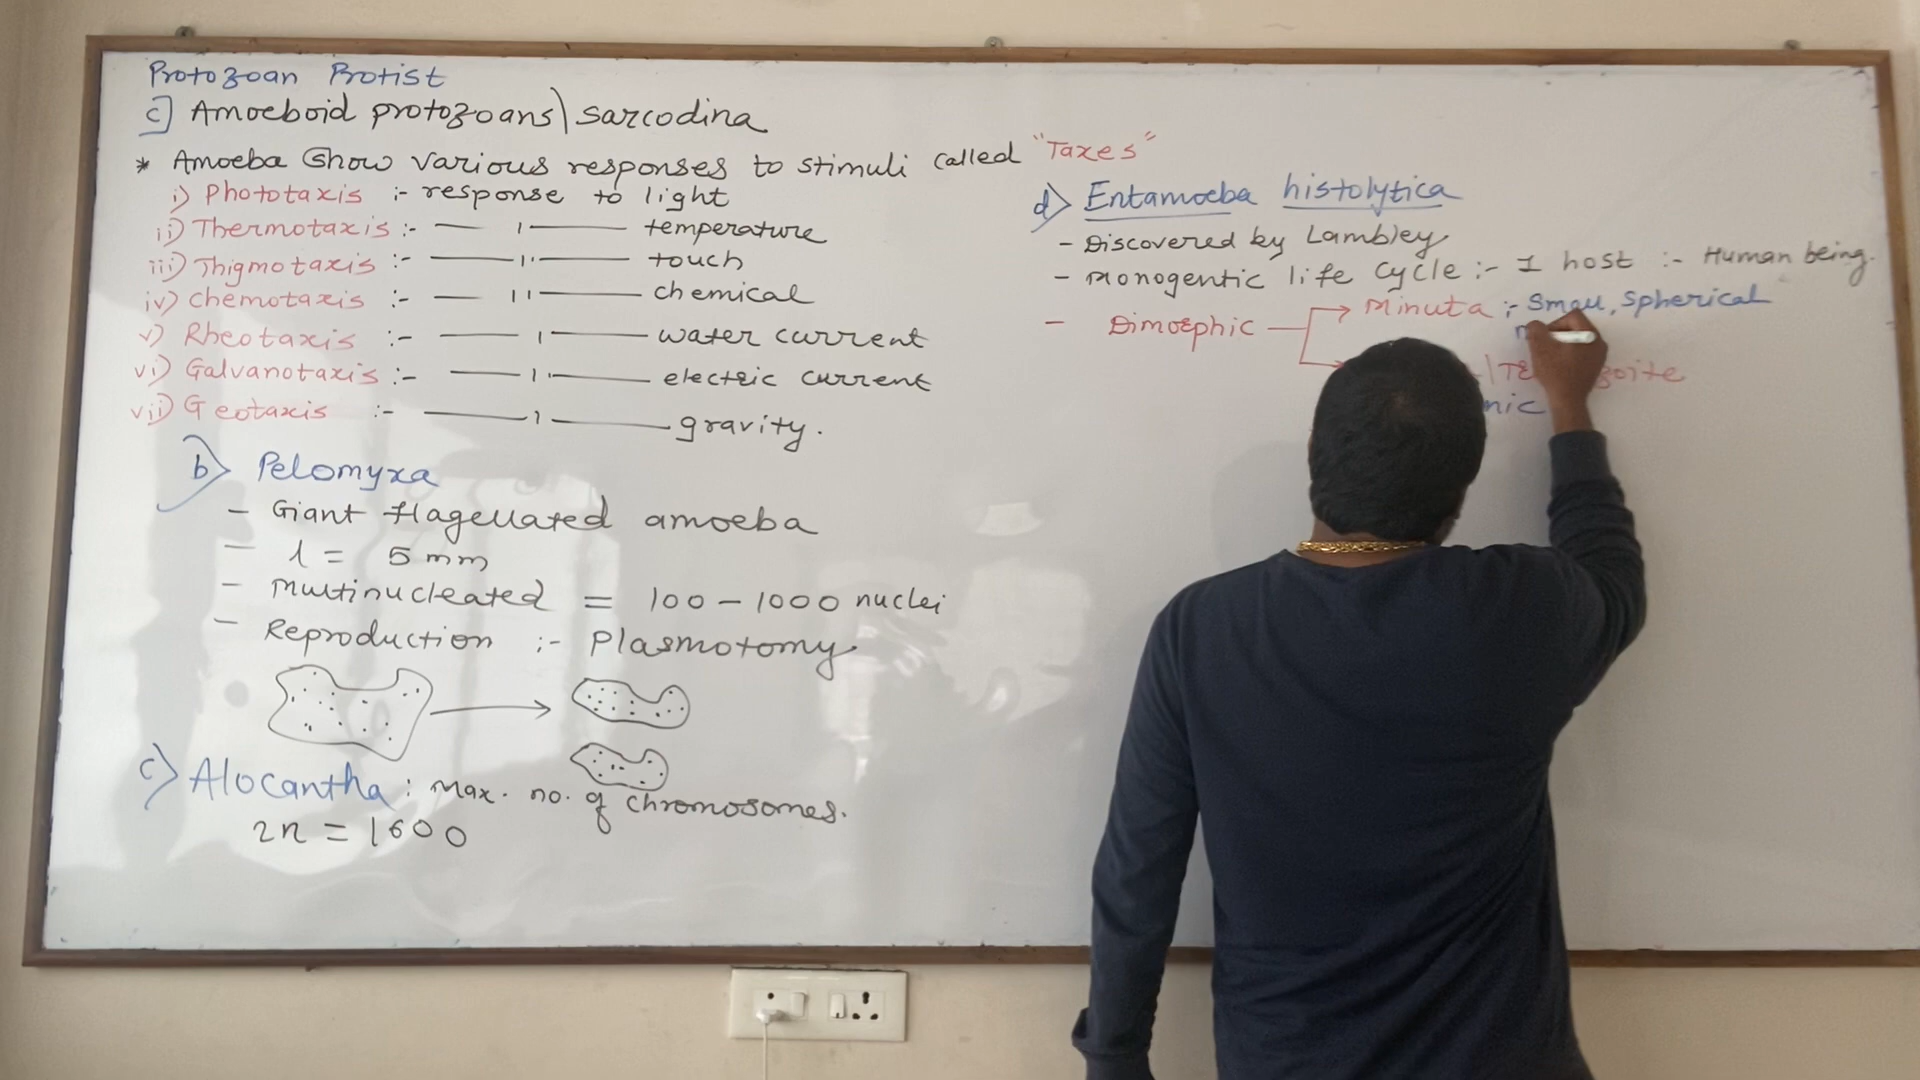 Protozoan Protist
c] Amoeboid protozoans\sarcodina
* Amoeba show various responses to stimuli called "Taxes"
i) Phototaxis :- response to light
ii) Thermotaxis :- — ı — temperature
iii) Thigmotaxis :- — ıı — touch
iv) chemotaxis :- — ıı — chemical
v) Rheotaxis :- — ı — water current
vi) Galvanotaxis :- — ı — electric current
vii) Geotaxis :- — ı — gravity.
b) Pelomyxa
- Giant flagellated amoeba
- l = 5 mm
- Multinucleated = 100 - 1000 nuclei
- Reproduction :- Plasmotomy
c) Alocantha : Max. no. of chromosomes.
2n = 1600
d) Entamoeba histolytica
- Discovered by Lambley
- Monogentic life cycle :- I host :- Human being.
- Dimorphic → Minuta :- Small, spherical